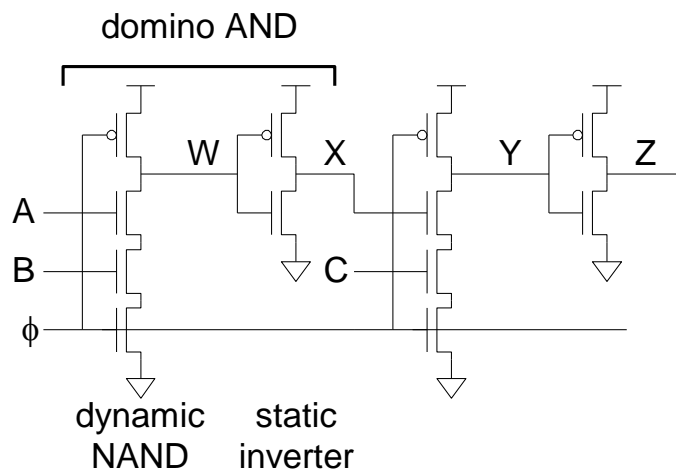 domino AND
W X Y Z
A
B C
ϕ
dynamic static
NAND inverter